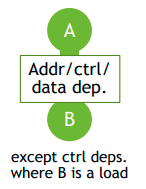 A
Addr/ctrl/
data dep.
B
except ctrl deps.
where B is a load